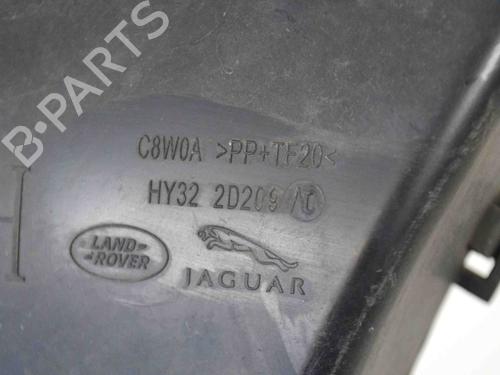 C8W0A >PP+TF20<
HY32 2D209
LAND
ROVER
JAGUAR
B-PARTS